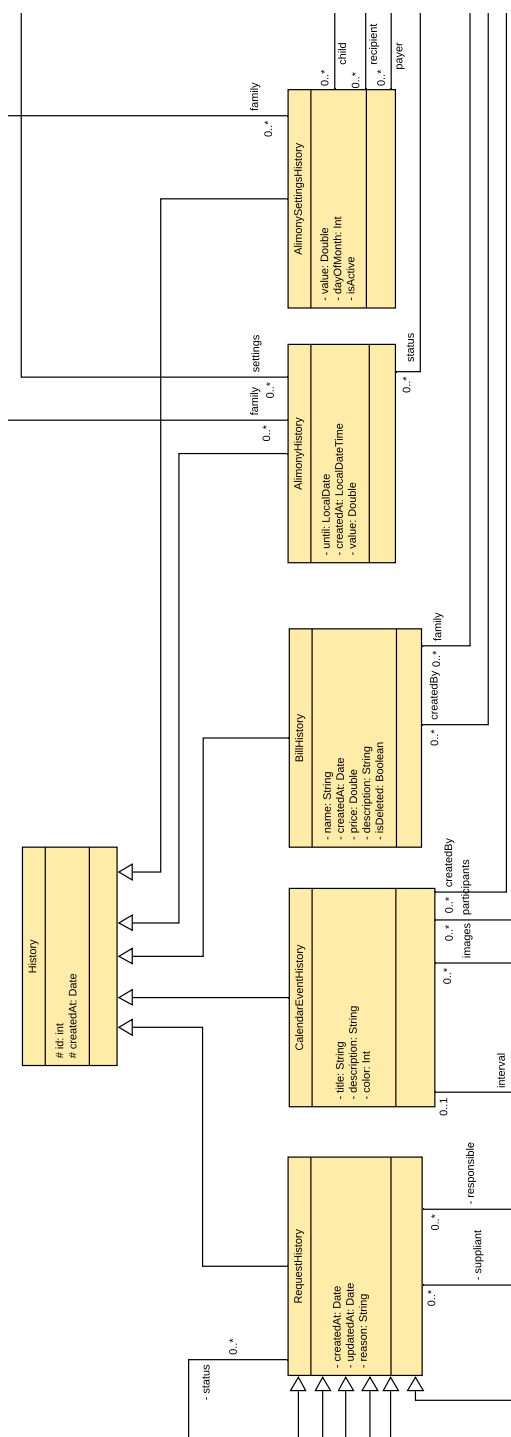 History
# id: int
# createdAt: Date
RequestHistory
- createdAt: Date
- updatedAt: Date
- reason: String
- status
0..*
- suppliant
0..*
- responsible
0..*
CalendarEventHistory
- title: String
- description: String
- color: Int
interval
0..1
images
0..*
participants
0..*
createdBy
0..*
BillHistory
- name: String
- createdAt: Date
- price: Double
- description: String
- isDeleted: Boolean
createdBy
0..*
family
0..*
AlimonyHistory
- until: LocalDate
- createdAt: LocalDateTime
- value: Double
family
0..*
settings
0..*
status
0..*
AlimonySettingsHistory
- value: Double
- dayOfMonth: Int
- isActive
family
0..*
child
0..*
recipient
0..*
payer
0..*